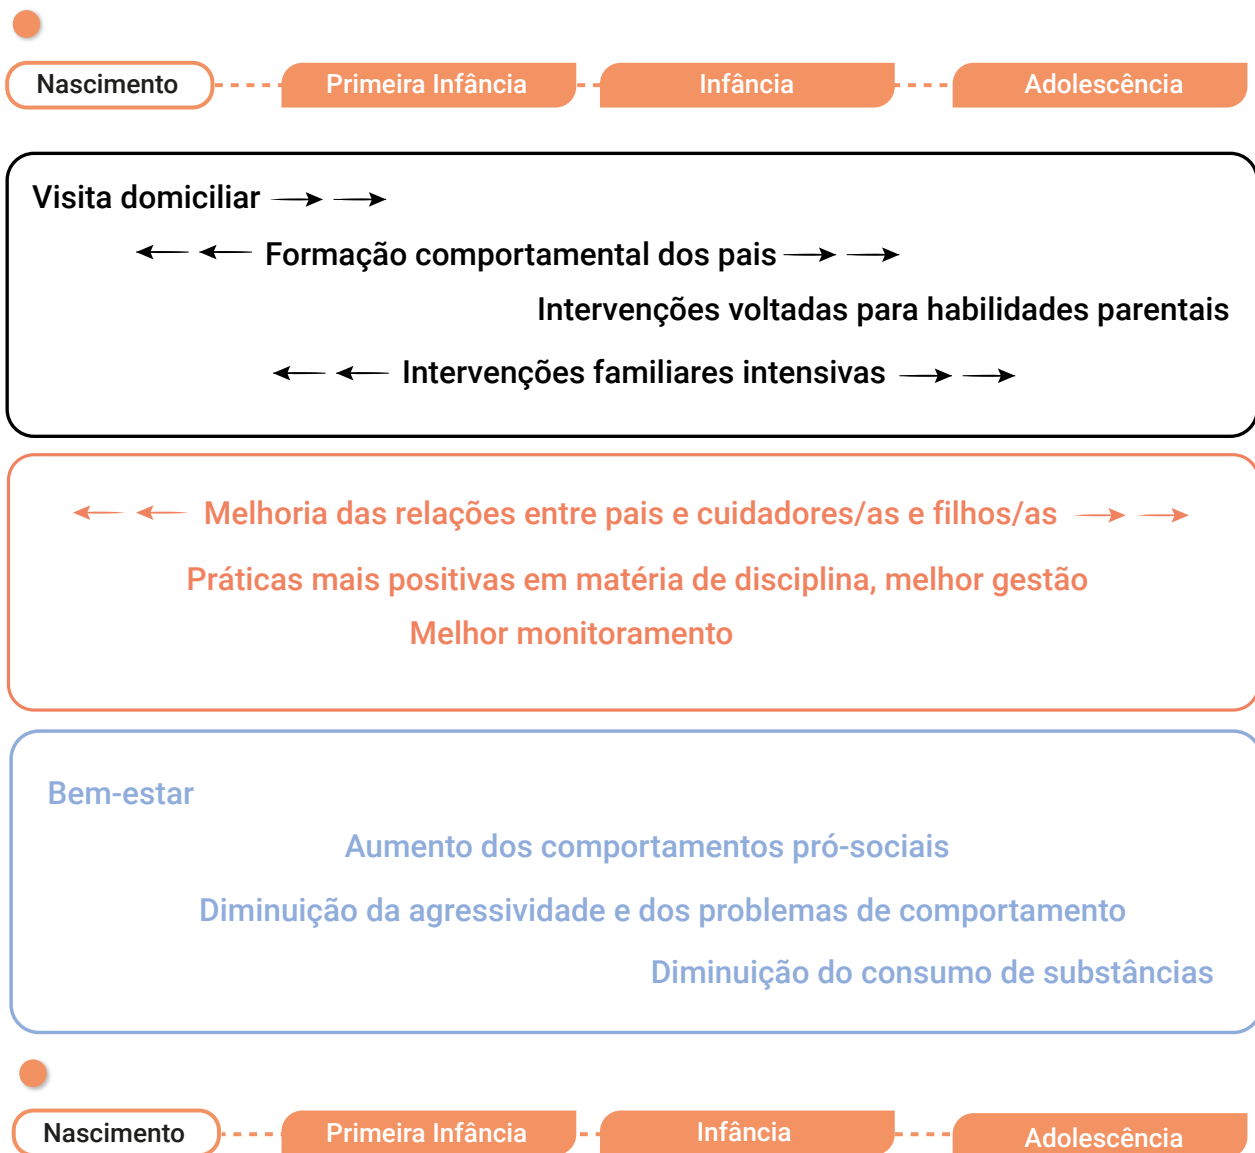 Nascimento Primeira Infância Infância Adolescência
Visita domiciliar
Formação comportamental dos pais
Intervenções voltadas para habilidades parentais
Intervenções familiares intensivas
Melhoria das relações entre pais e cuidadores/as e filhos/as
Práticas mais positivas em matéria de disciplina, melhor gestão
Melhor monitoramento
Bem-estar
Aumento dos comportamentos pró-sociais
Diminuição da agressividade e dos problemas de comportamento
Diminuição do consumo de substâncias
Nascimento Primeira Infância Infância Adolescência